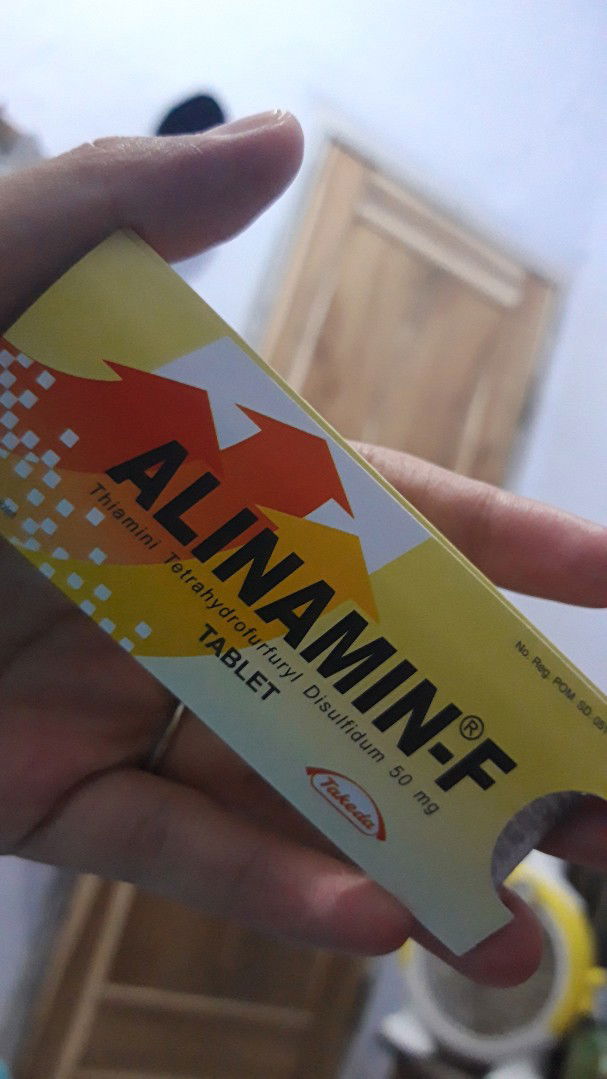 ALINAMIN-F®
Thiamini Tetrahydrofurfuryl Disulfidum 50 mg
TABLET
Takeda
No. Reg. POM. SD.